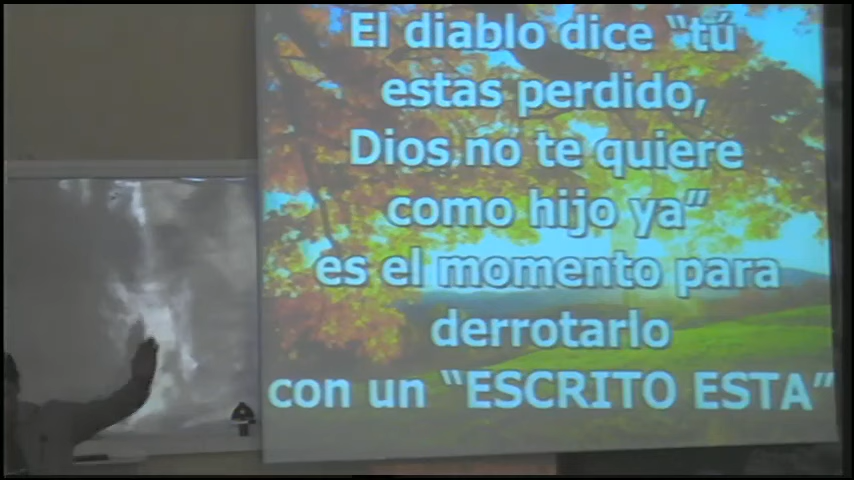 El diablo dice “tú
estas perdido,
Dios no te quiere
como hijo ya”
es el momento para
derrotarlo
con un “ESCRITO ESTA”